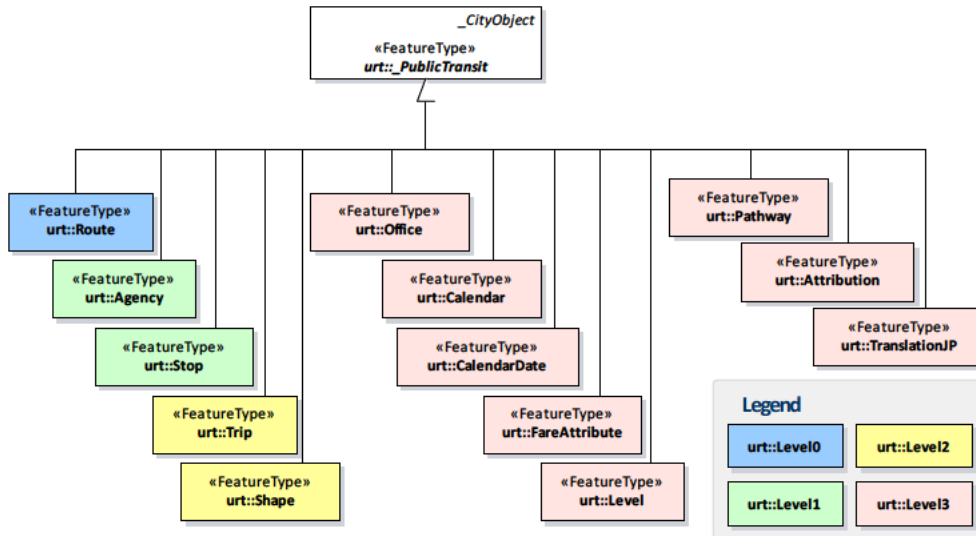 _CityObject
«FeatureType»
urt::_PublicTransit
«FeatureType»
urt::Route
«FeatureType»
urt::Agency
«FeatureType»
urt::Stop
«FeatureType»
urt::Trip
«FeatureType»
urt::Shape
«FeatureType»
urt::Office
«FeatureType»
urt::Calendar
«FeatureType»
urt::CalendarDate
«FeatureType»
urt::FareAttribute
«FeatureType»
urt::Level
«FeatureType»
urt::Pathway
«FeatureType»
urt::Attribution
«FeatureType»
urt::TranslationJP
Legend
urt::Level0
urt::Level2
urt::Level1
urt::Level3